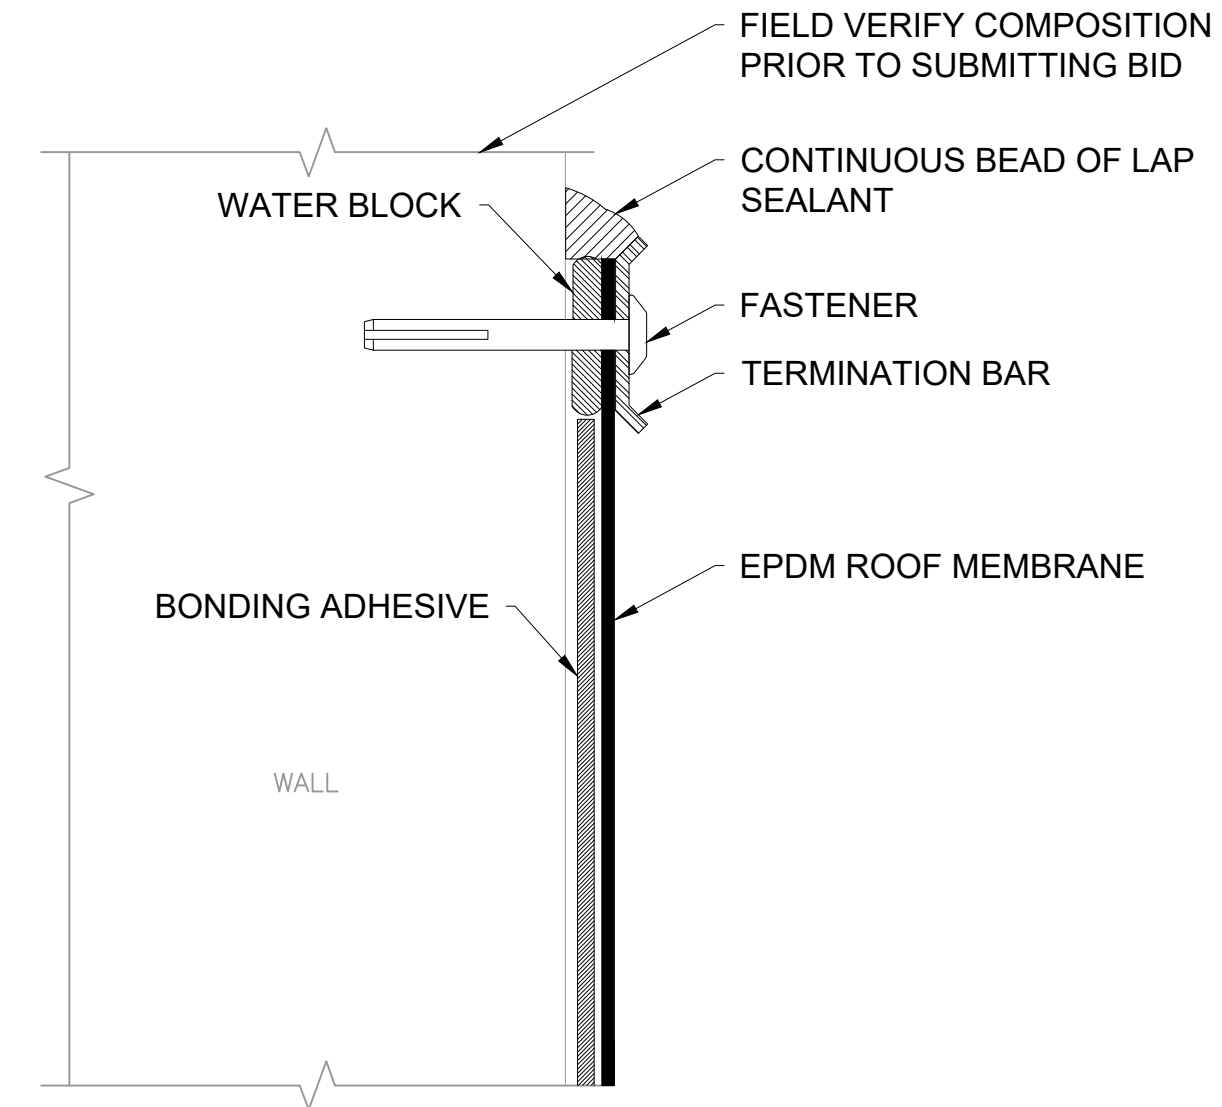 FIELD VERIFY COMPOSITION
PRIOR TO SUBMITTING BID
CONTINUOUS BEAD OF LAP
SEALANT
WATER BLOCK
FASTENER
TERMINATION BAR
EPDM ROOF MEMBRANE
BONDING ADHESIVE
WALL